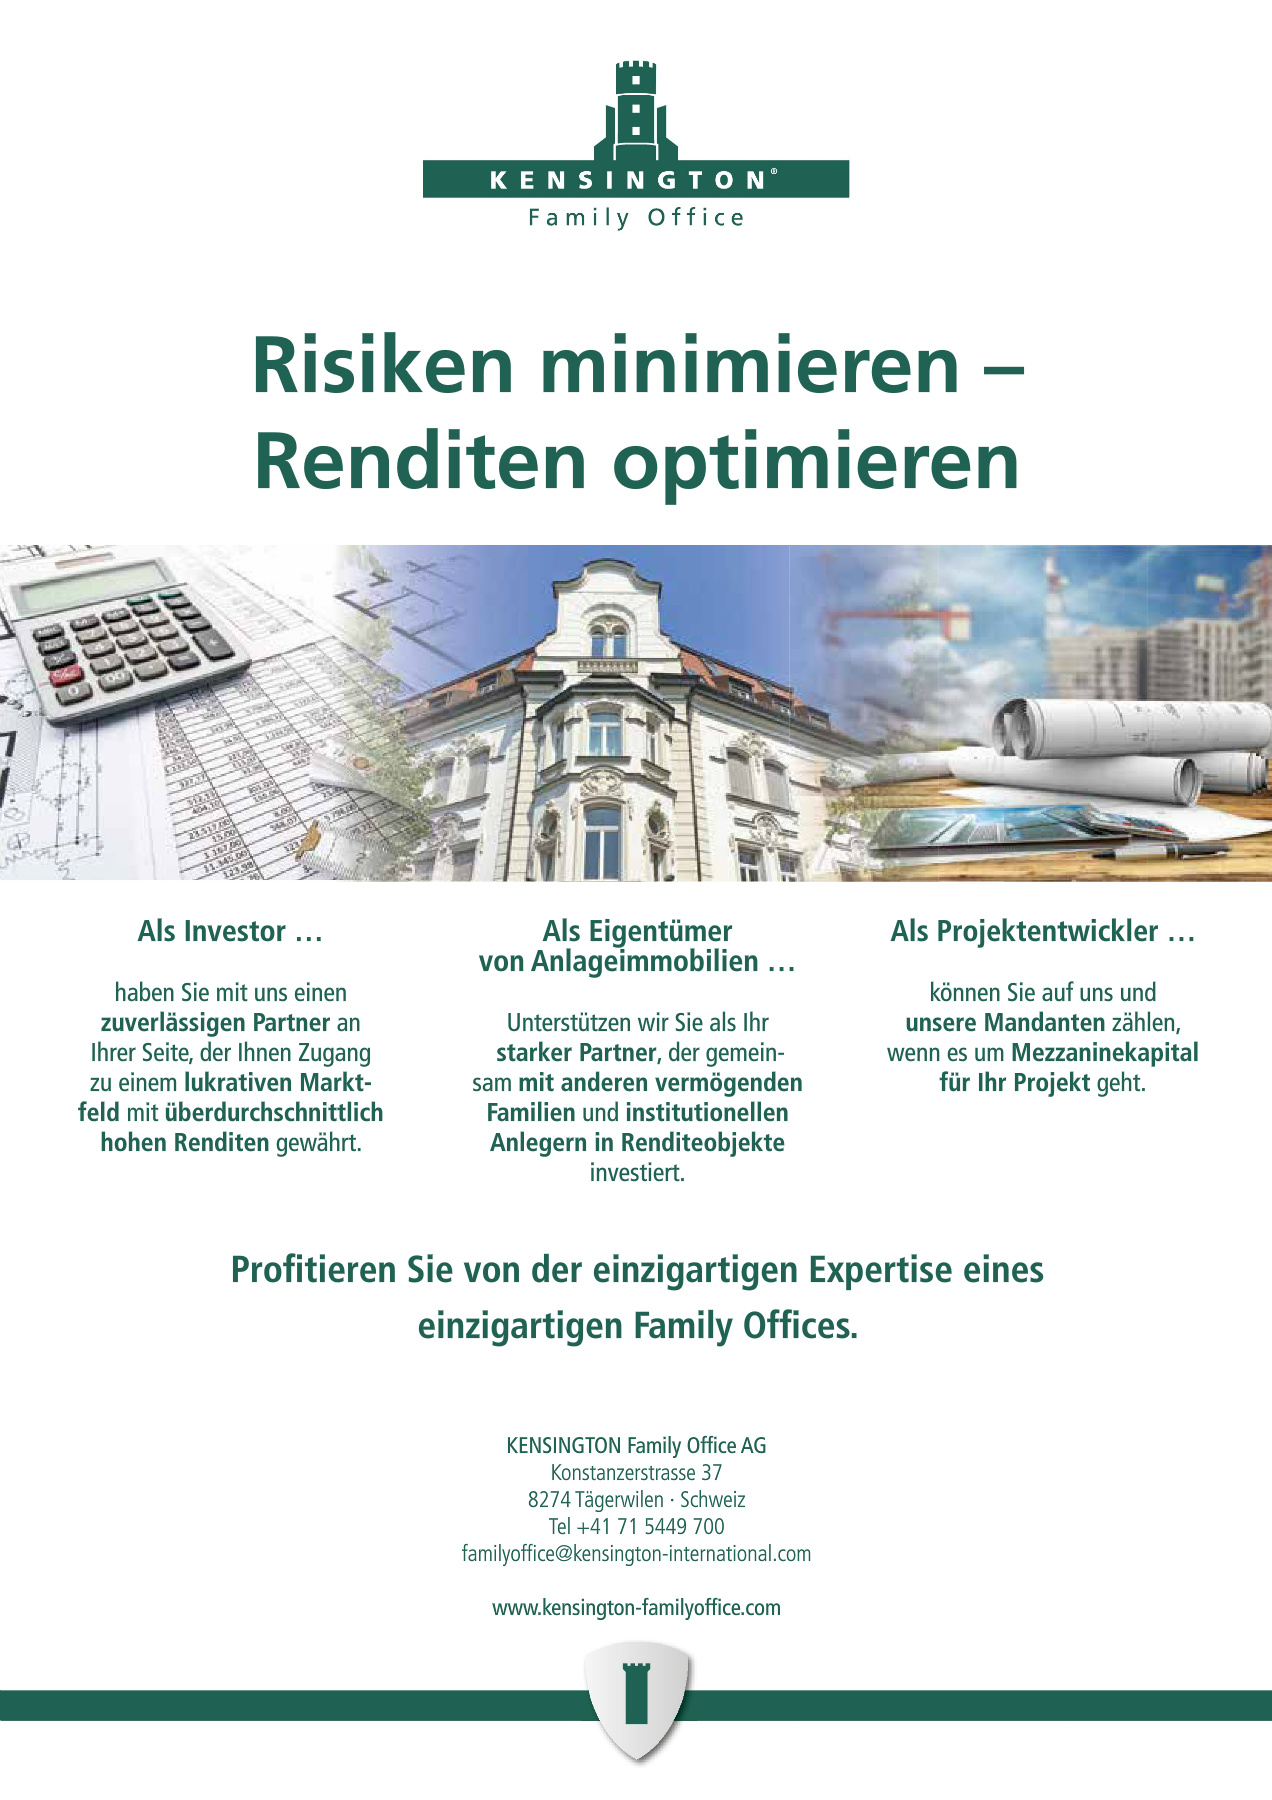 KENSINGTON®
Family Office
Risiken minimieren –
Renditen optimieren
Als Investor …
haben Sie mit uns einen
zuverlässigen Partner an
Ihrer Seite, der Ihnen Zugang
zu einem lukrativen Markt-
feld mit überdurchschnittlich
hohen Renditen gewährt.
Als Eigentümer
von Anlageimmobilien …
Unterstützen wir Sie als Ihr
starker Partner, der gemein-
sam mit anderen vermögenden
Familien und institutionellen
Anlegern in Renditeobjekte
investiert.
Als Projektentwickler …
können Sie auf uns und
unsere Mandanten zählen,
wenn es um Mezzaninekapital
für Ihr Projekt geht.
Profitieren Sie von der einzigartigen Expertise eines
einzigartigen Family Offices.
KENSINGTON Family Office AG
Konstanzerstrasse 37
8274 Tägerwilen · Schweiz
Tel +41 71 5449 700
familyoffice@kensington-international.com
www.kensington-familyoffice.com